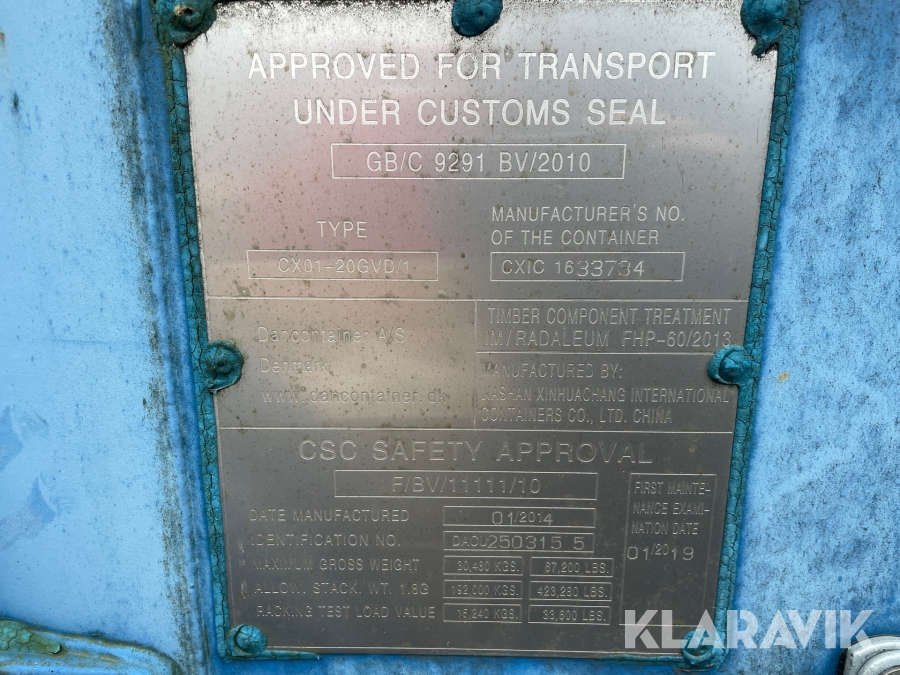 APPROVED FOR TRANSPORT
UNDER CUSTOMS SEAL
GB/C 9291 BV/2010
TYPE
CX01-20GVD/1
MANUFACTURER'S NO.
OF THE CONTAINER
CXIC 1633734
Dancontainer A/S
Denmark
www.dancontainer.dk
TIMBER COMPONENT TREATMENT
IM/RADALEUM FHP-60/2013
MANUFACTURED BY:
JIASHAN XINHUACHANG INTERNATIONAL
CONTAINERS CO., LTD. CHINA
CSC SAFETY APPROVAL
F/BV/11111/10
DATE MANUFACTURED 01/2014
IDENTIFICATION NO. DACU250315 5
MAXIMUM GROSS WEIGHT 30,480 KGS. 67,200 LBS.
ALLOW. STACK. WT. 1.8G 192,000 KGS. 423,280 LBS.
RACKING TEST LOAD VALUE 15,240 KGS. 33,600 LBS.
FIRST MAINTE-
NANCE EXAMI-
NATION DATE
01/2019
KLARAVIK